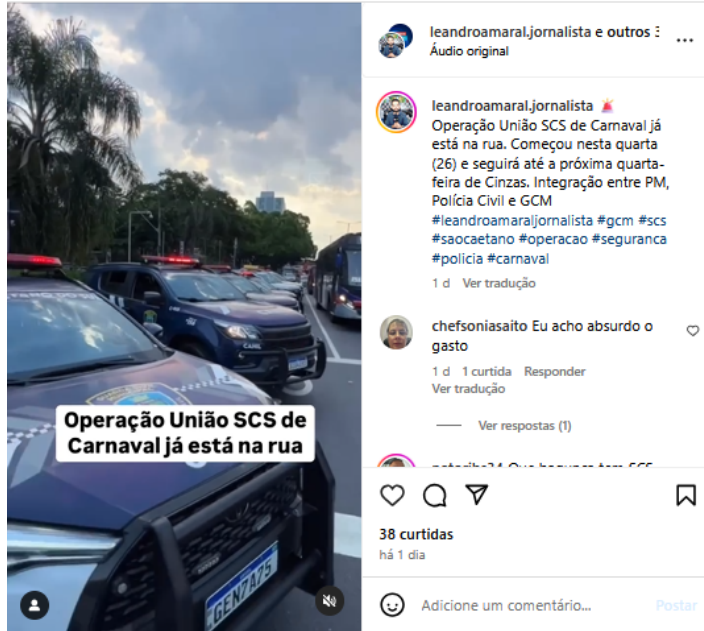 leandroamaral.jornalista e outros
Áudio original
leandroamaral.jornalista 🚨
Operação União SCS de Carnaval já
está na rua. Começou nesta quarta
(26) e seguirá até a próxima quarta-
feira de Cinzas. Integração entre PM,
Polícia Civil e GCM
#leandroamaraljornalista #gcm #scs
#saocaetano #operacao #seguranca
#policia #carnaval
1 d Ver tradução
chefsoniasaito Eu acho absurdo o
gasto
1 d 1 curtida Responder
Ver tradução
Ver respostas (1)
Operação União SCS de
Carnaval já está na rua
GEN7A75
38 curtidas
há 1 dia
Adicione um comentário...
Postar